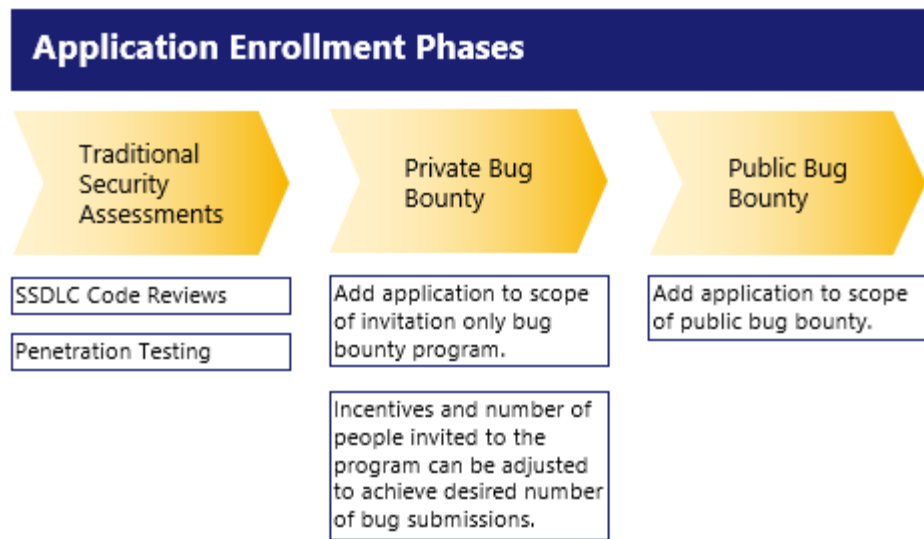 Application Enrollment Phases
Traditional
Security
Assessments
Private Bug
Bounty
Public Bug
Bounty
SSDLC Code Reviews
Penetration Testing
Add application to scope
of invitation only bug
bounty program.
Incentives and number of
people invited to the
program can be adjusted
to achieve desired number
of bug submissions.
Add application to scope
of public bug bounty.